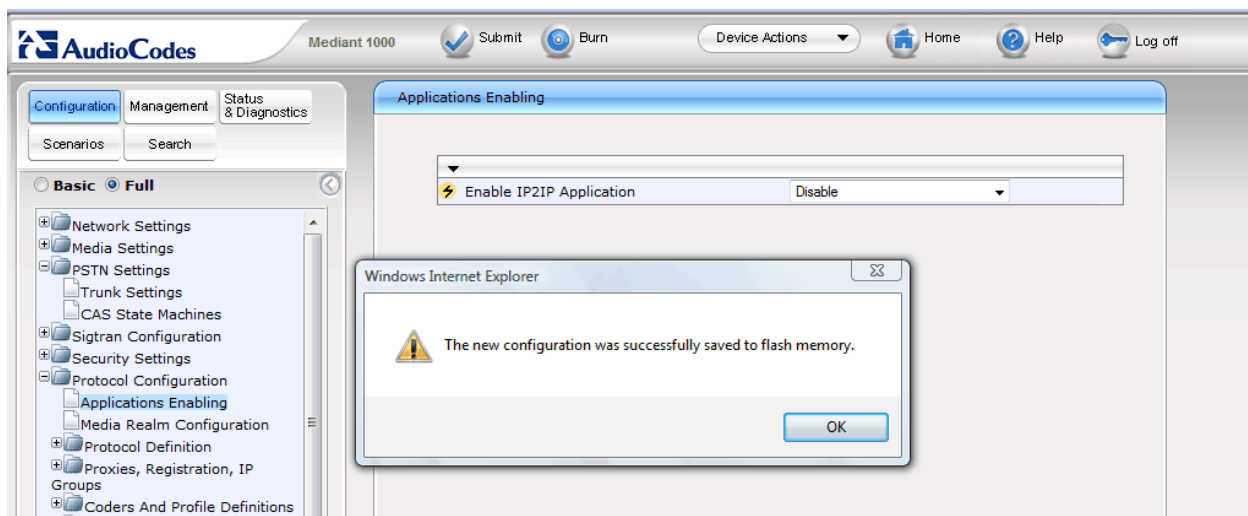 AudioCodes
Mediant 1000
Submit
Burn
Device Actions
Home
Help
Log off
Configuration
Management
Status
& Diagnostics
Scenarios
Search
Basic
Full
Network Settings
Media Settings
PSTN Settings
Trunk Settings
CAS State Machines
Sigtran Configuration
Security Settings
Protocol Configuration
Applications Enabling
Media Realm Configuration
Protocol Definition
Proxies, Registration, IP
Groups
Coders And Profile Definitions
Applications Enabling
Enable IP2IP Application
Disable
Windows Internet Explorer
The new configuration was successfully saved to flash memory.
OK